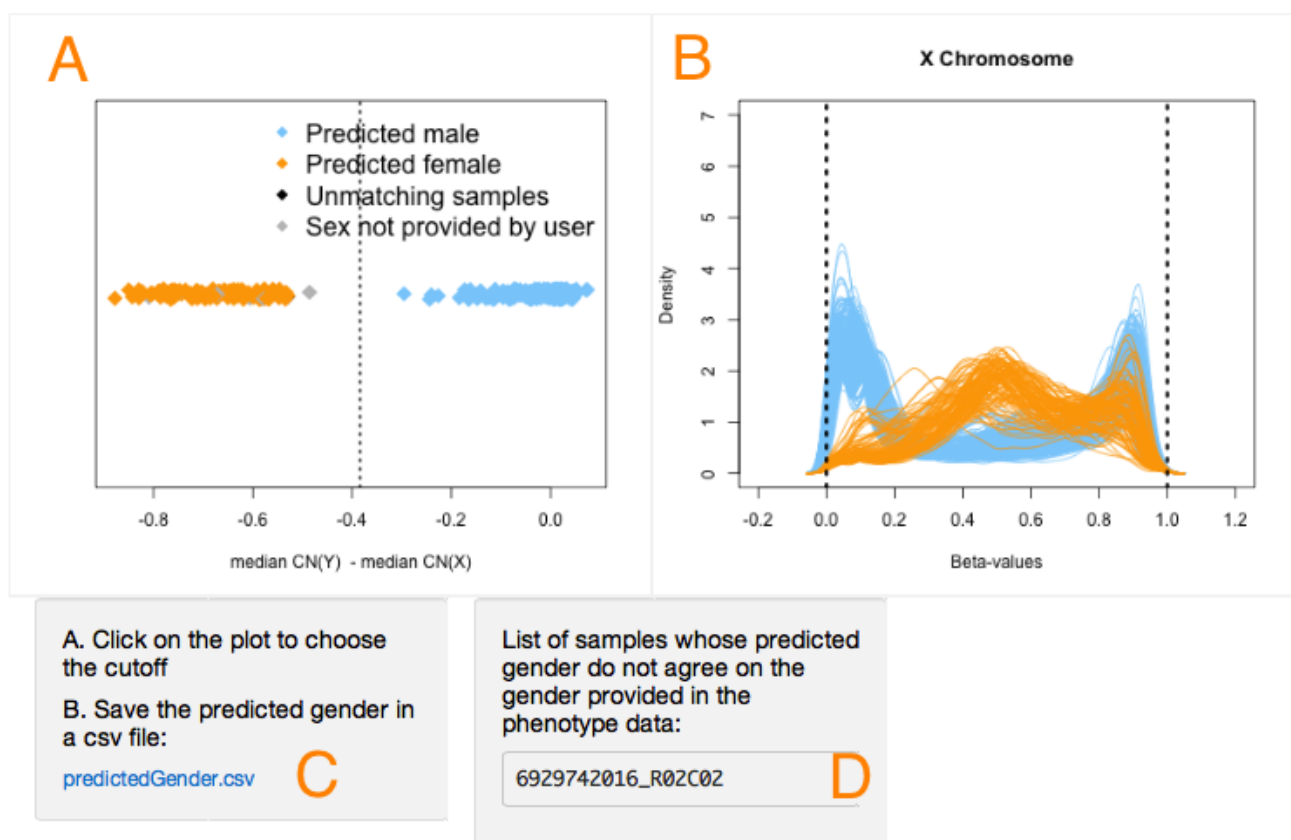 A
Predicted male
Predicted female
Unmatching samples
Sex not provided by user
-0.8 -0.6 -0.4 -0.2 0.0
median CN(Y) - median CN(X)
B
X Chromosome
7
6
5
4
3
2
1
0
Density
-0.2 0.0 0.2 0.4 0.6 0.8 1.0 1.2
Beta-values
A. Click on the plot to choose
the cutoff
B. Save the predicted gender in
a csv file:
predictedGender.csv
C
List of samples whose predicted
gender do not agree on the
gender provided in the
phenotype data:
6929742016_R02C02
D